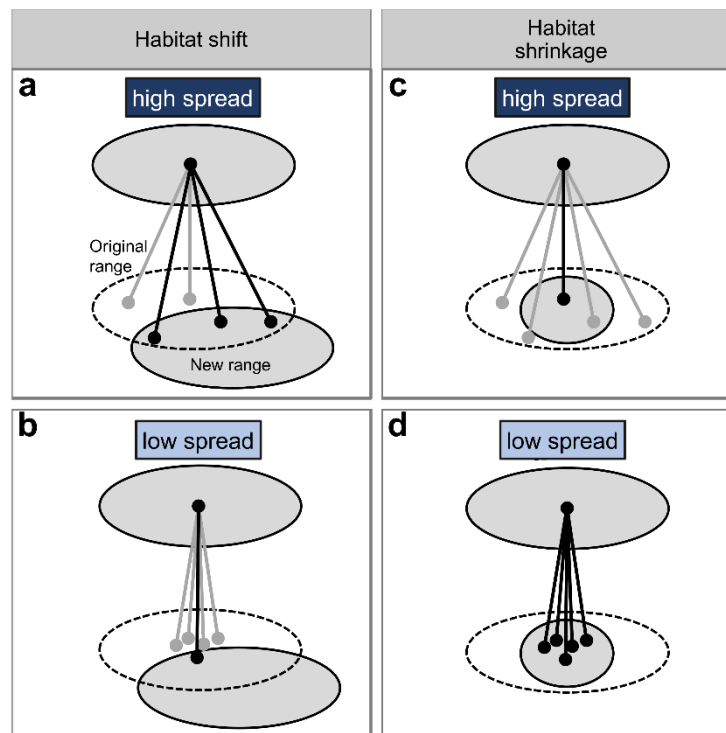 Habitat shift
Habitat
shrinkage
a
high spread
Original
range
New range
c
high spread
b
low spread
d
low spread